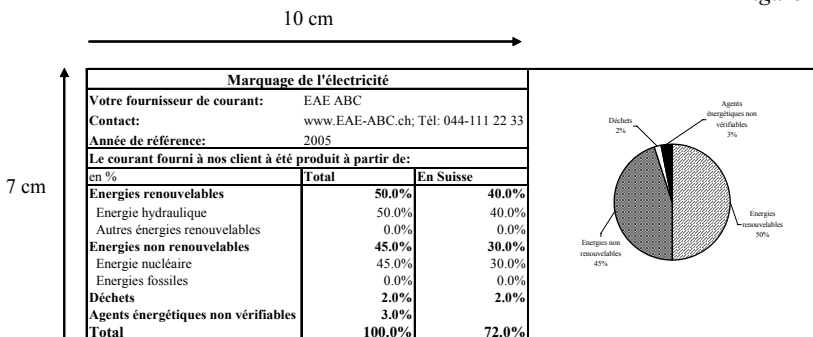 10 cm
7 cm
Marquage de l'électricité
Votre fournisseur de courant: EAE ABC
Contact: www.EAE-ABC.ch; Tél: 044-111 22 33
Année de référence: 2005
Le courant fourni à nos client à été produit à partir de:
en % Total En Suisse
Energies renouvelables 50.0% 40.0%
Energie hydraulique 50.0% 40.0%
Autres énergies renouvelables 0.0% 0.0%
Energies non renouvelables 45.0% 30.0%
Energie nucléaire 45.0% 30.0%
Energies fossiles 0.0% 0.0%
Déchets 2.0% 2.0%
Agents énergétiques non vérifiables 3.0%
Total 100.0% 72.0%
Agents
énergétiques non
vérifiables
3%
Déchets
2%
Energies
renouvelables
50%
Energies non
renouvelables
45%